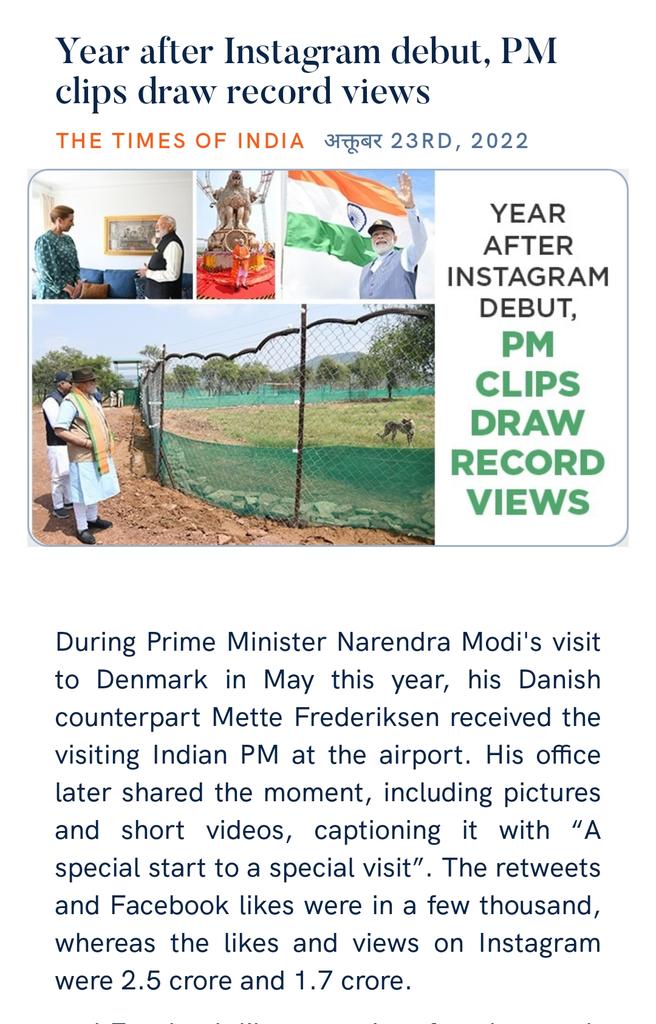 Year after Instagram debut, PM
clips draw record views
THE TIMES OF INDIA अक्तूबर 23RD, 2022
YEAR
AFTER
INSTAGRAM
DEBUT,
PM
CLIPS
DRAW
RECORD
VIEWS
During Prime Minister Narendra Modi's visit
to Denmark in May this year, his Danish
counterpart Mette Frederiksen received the
visiting Indian PM at the airport. His office
later shared the moment, including pictures
and short videos, captioning it with “A
special start to a special visit”. The retweets
and Facebook likes were in a few thousand,
whereas the likes and views on Instagram
were 2.5 crore and 1.7 crore.